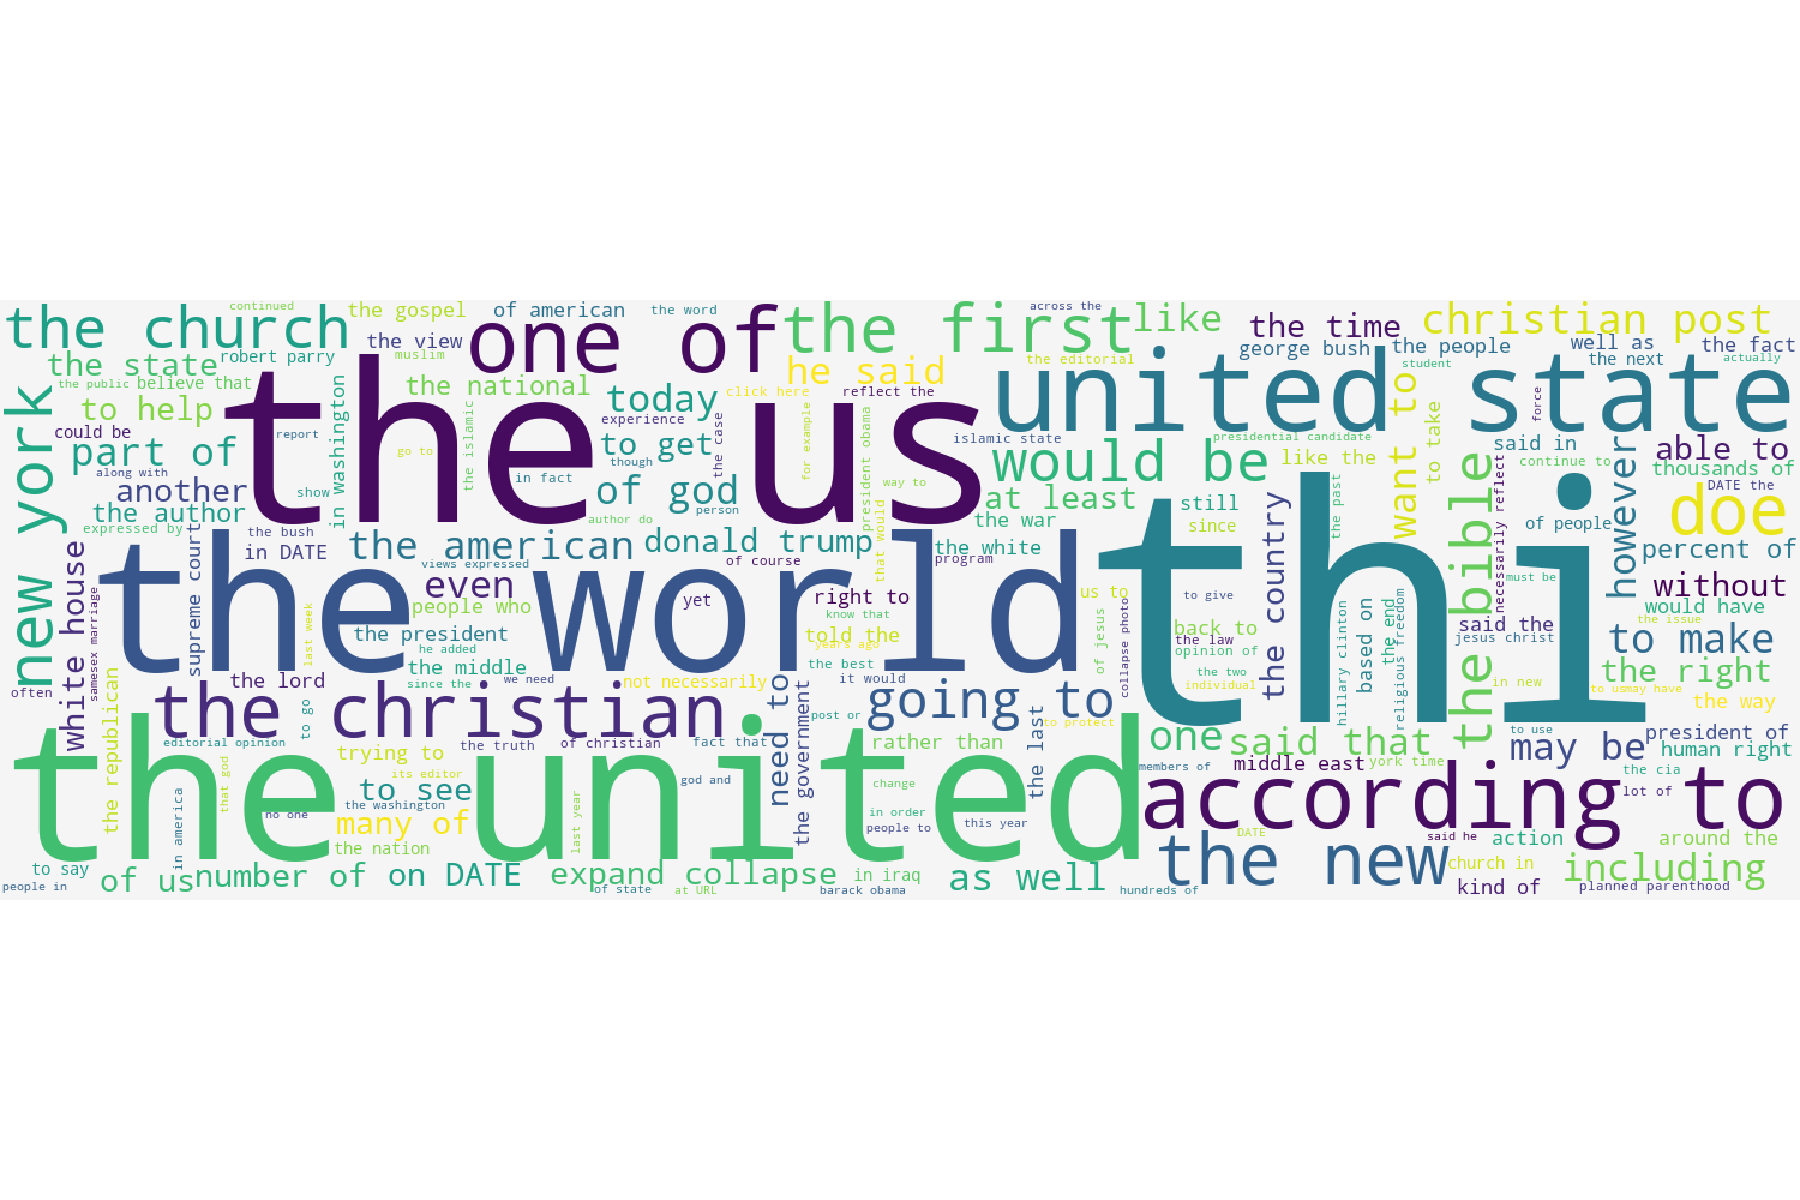 the church
continued
the gospel
of american
the word
one of
the first
across the
like
the time
christian post
the view
robert parry
the state
muslim
he said
the editorial
george bush
the people
well as
the next
the fact
actually
united state
student
the public
believe that
the national
today
click here
reflect the
to help
the us
experience
new york
could be
part of
report
in washington
the islamic
go to
to get
though
the case
for example
president obama
islamic state
would be
presidential candidate
like the
want to
to take
force
said in
able to
thousands of
continue to
along with
another
show
in fact
of god
person
way to
at least
still
the author
author do
the war
since
the past
necessarily reflect
however
DATE the
doe
of people
expressed by
supreme court
the bush
in DATE
the american
donald trump
that would
the white
program
of course
views expressed
thi
the country
the bible
percent of
must be
without
white house
samesex marriage
the world
even
people who
yet
right to
us to
to give
know that
would have
the issue
last week
the president
he added
told the
years ago
of jesus
collapse photo
back to
the law
opinion of
hillary clinton
based on
the end
religious freedom
said the
jesus christ
to make
the middle
the best
the two
the right
often
the lord
since the
we need
not necessarily
it would
individual
in new
to us
may have
the way
the republican
the christian
to go
need to
the government
post or
going to
to protect
the last
one
said that
to use
president of
editorial opinion
trying to
the truth
of christian
fact that
rather than
members of
middle east
york time
may be
human right
that god
the united
its editor
god and
change
the cia
in america
to see
the washington
according to
lot of
no one
many of
last year
in order
people to
this year
the new
DATE
said he
action
around the
the nation
to say
people in
of us
number of
on DATE
expand collapse
of state
at URL
in iraq
barack obama
as well
hundreds of
church in
kind of
including
planned parenthood